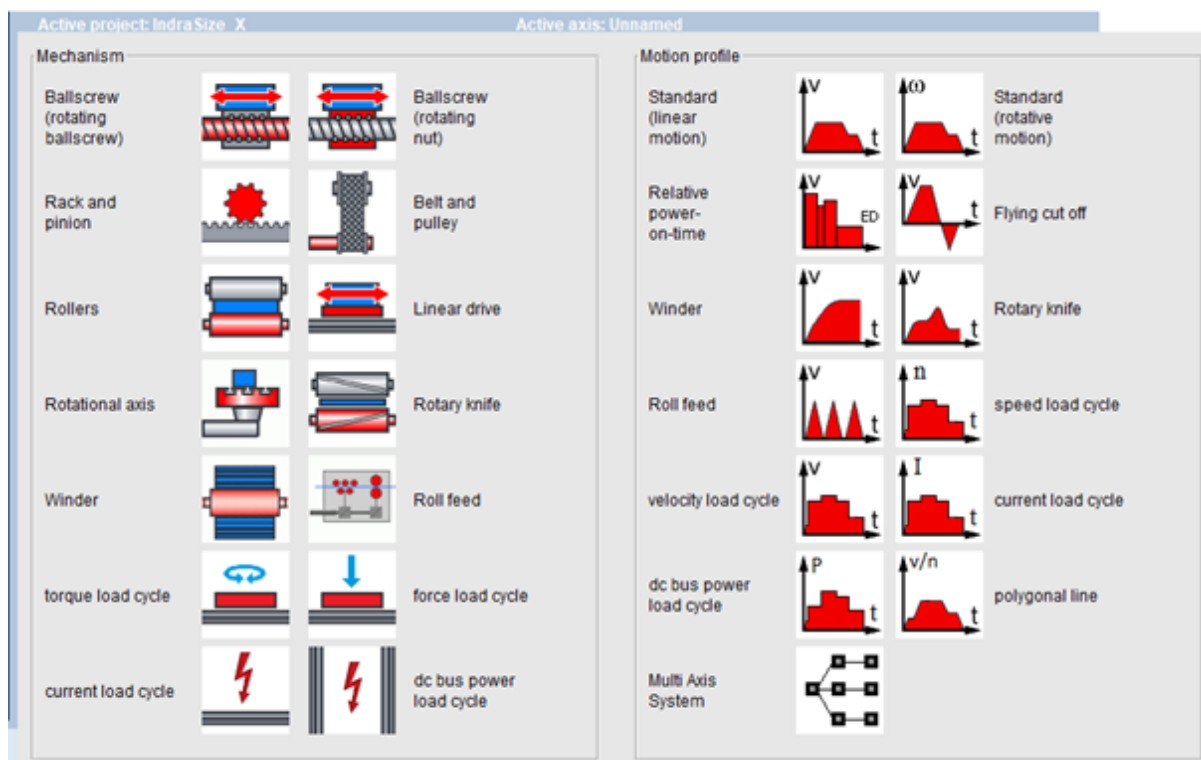 Active project: IndraSize_X
Active axis: Unnamed
Mechanism
Ballscrew
(rotating
ballscrew)
Ballscrew
(rotating
nut)
Rack and
pinion
Belt and
pulley
Rollers
Linear drive
Rotational axis
Rotary knife
Winder
Roll feed
torque load cycle
force load cycle
current load cycle
dc bus power
load cycle
Motion profile
Standard
(linear
motion)
v
t
ω
t
Standard
(rotative
motion)
Relative
power-
on-time
v
ED
v
t
Flying cut off
Winder
v
t
v
t
Rotary knife
Roll feed
v
t
n
t
speed load cycle
velocity load cycle
v
t
I
t
current load cycle
dc bus power
load cycle
P
t
v/n
t
polygonal line
Multi Axis
System